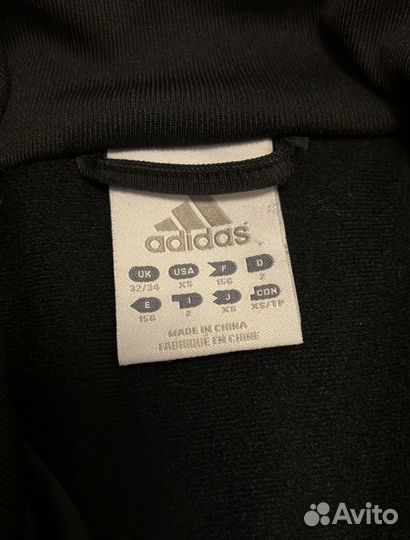 adidas
UK USA F D
32/34 XS 156 2
E I J CDN
156 2 XS XS/TP
MADE IN CHINA
FABRIQUÉ EN CHINE
Avito